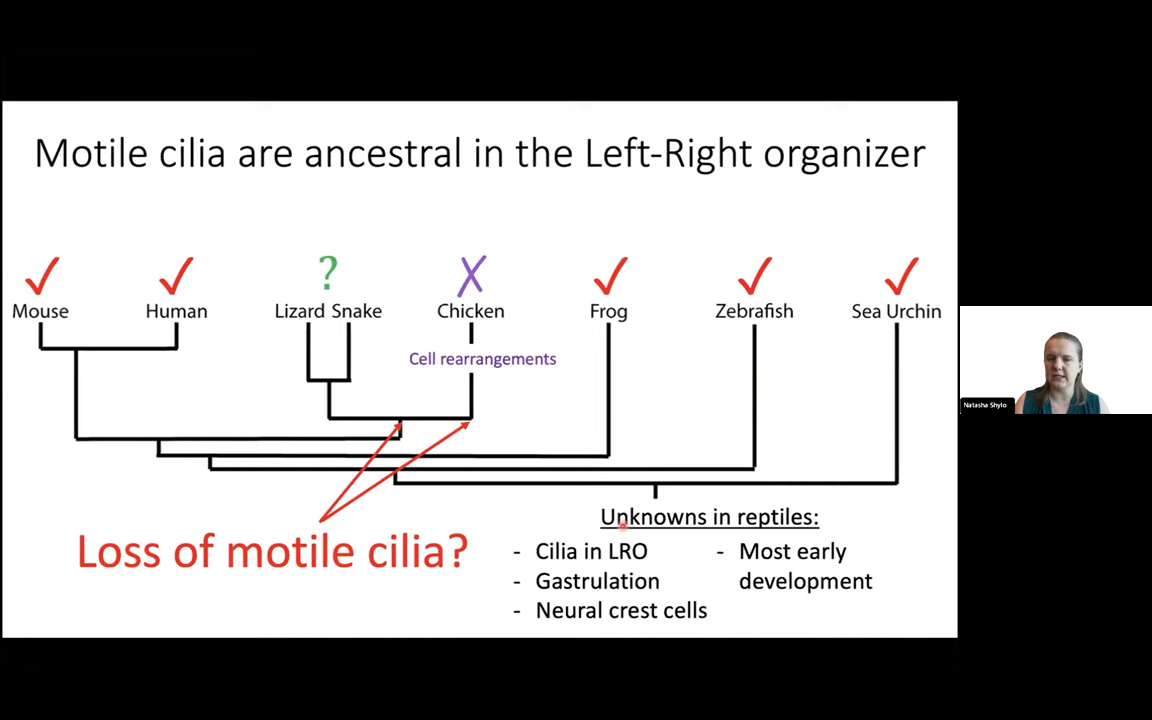 Motile cilia are ancestral in the Left-Right organizer
?
Mouse
Human
Lizard Snake
Chicken
Frog
Zebrafish
Sea Urchin
Cell rearrangements
Natasha Shylo
Loss of motile cilia?
Unknowns in reptiles:
- Cilia in LRO
- Gastrulation
- Neural crest cells
- Most early
development